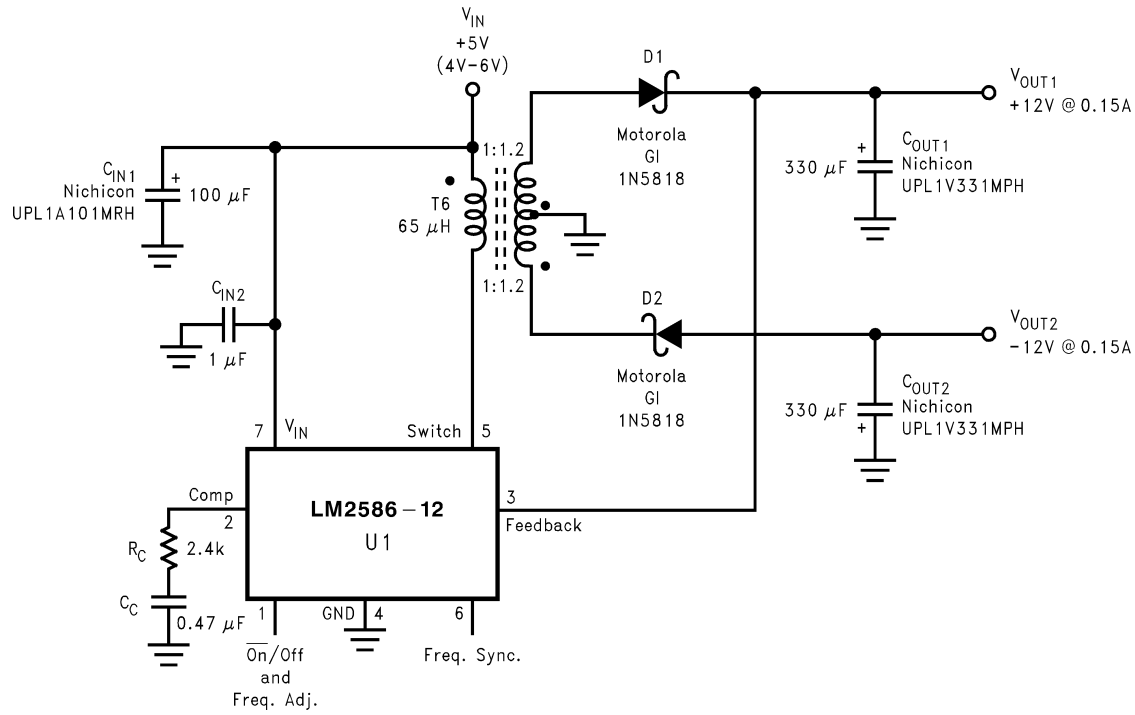 V_IN
+5V
(4V–6V)
D1
Motorola
GI
1N5818
V_OUT1
+12V @ 0.15A
C_OUT1
Nichicon
UPL1V331MPH
330 μF
+
C_IN1
Nichicon
UPL1A101MRH
+
100 μF
1:1.2
T6
65 μH
1:1.2
C_IN2
1 μF
D2
Motorola
GI
1N5818
V_OUT2
-12V @ 0.15A
C_OUT2
Nichicon
UPL1V331MPH
330 μF
+
7
V_IN
Switch
5
Comp
2
LM2586–12
U1
3
Feedback
R_C
2.4k
C_C
0.47 μF
1
GND
4
6
O̅n̅/Off
and
Freq. Adj.
Freq. Sync.